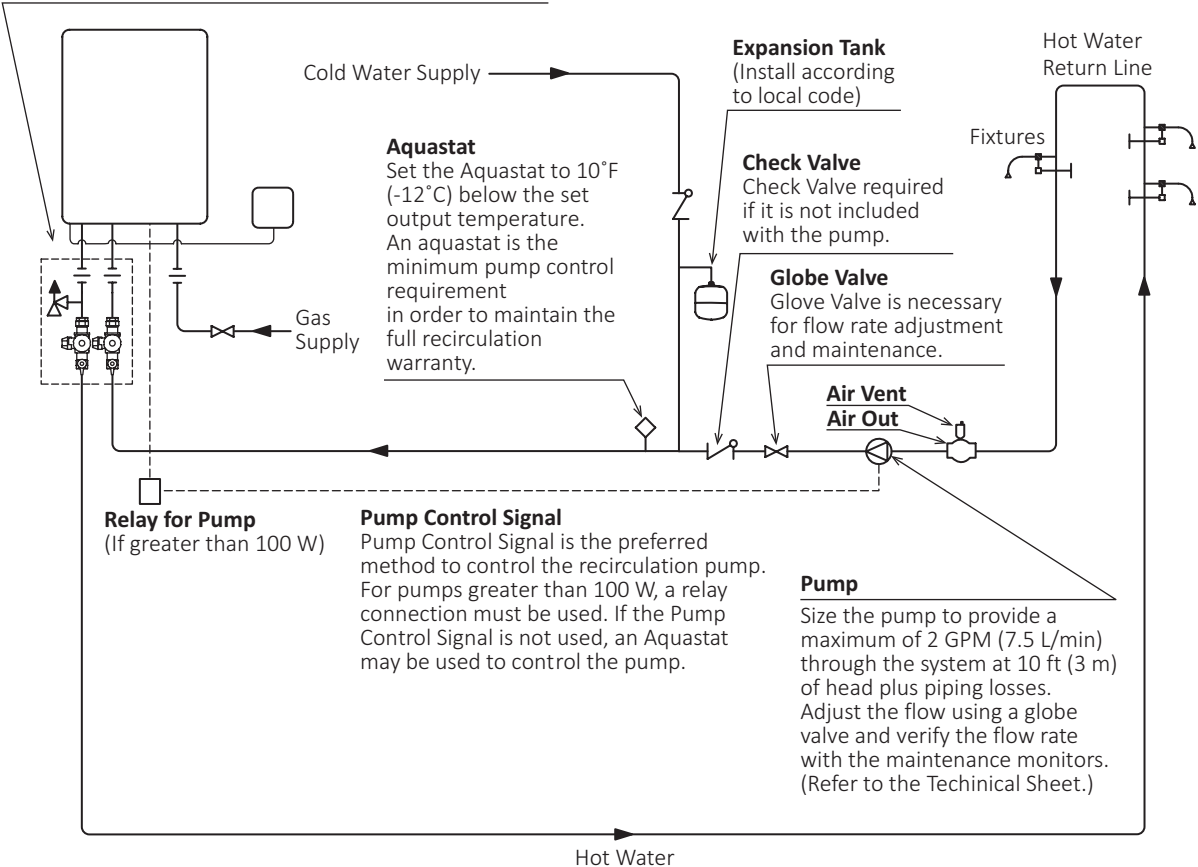 Cold Water Supply
Expansion Tank
(Install according
to local code)
Hot Water
Return Line
Fixtures
Aquastat
Set the Aquastat to 10˚F
(-12˚C) below the set
output temperature.
An aquastat is the
minimum pump control
requirement
in order to maintain the
full recirculation
warranty.
Check Valve
Check Valve required
if it is not included
with the pump.
Globe Valve
Glove Valve is necessary
for flow rate adjustment
and maintenance.
Gas
Supply
Air Vent
Air Out
Relay for Pump
(If greater than 100 W)
Pump Control Signal
Pump Control Signal is the preferred
method to control the recirculation pump.
For pumps greater than 100 W, a relay
connection must be used. If the Pump
Control Signal is not used, an Aquastat
may be used to control the pump.
Pump
Size the pump to provide a
maximum of 2 GPM (7.5 L/min)
through the system at 10 ft (3 m)
of head plus piping losses.
Adjust the flow using a globe
valve and verify the flow rate
with the maintenance monitors.
(Refer to the Techinical Sheet.)
Hot Water